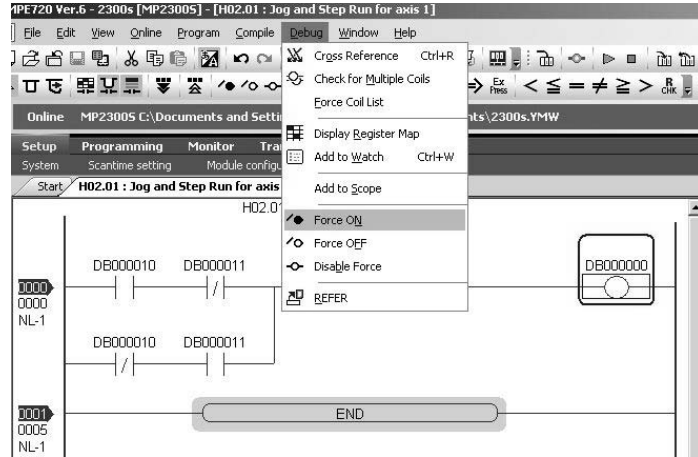 MPE720 Ver.6 - 2300s [MP2300S] - [H02.01 : Jog and Step Run for axis 1]
File Edit View Online Program Compile Debug Window Help
Cross Reference Ctrl+R
Check for Multiple Coils
Force Coil List
Display Register Map
Add to Watch Ctrl+W
Add to Scope
Force ON
Force OFF
Disable Force
REFER
Ex
Press
R
CHK
Online MP2300S C:\Documents and Setti
nts\2300s.YMW
Setup Programming Monitor Tra
System Scantime setting Module configu
Start H02.01 : Jog and Step Run for axis
H02.01
DB000010 DB000011 DB000000
0000
0000
NL-1
DB000010 DB000011
0001 END
0005
NL-1